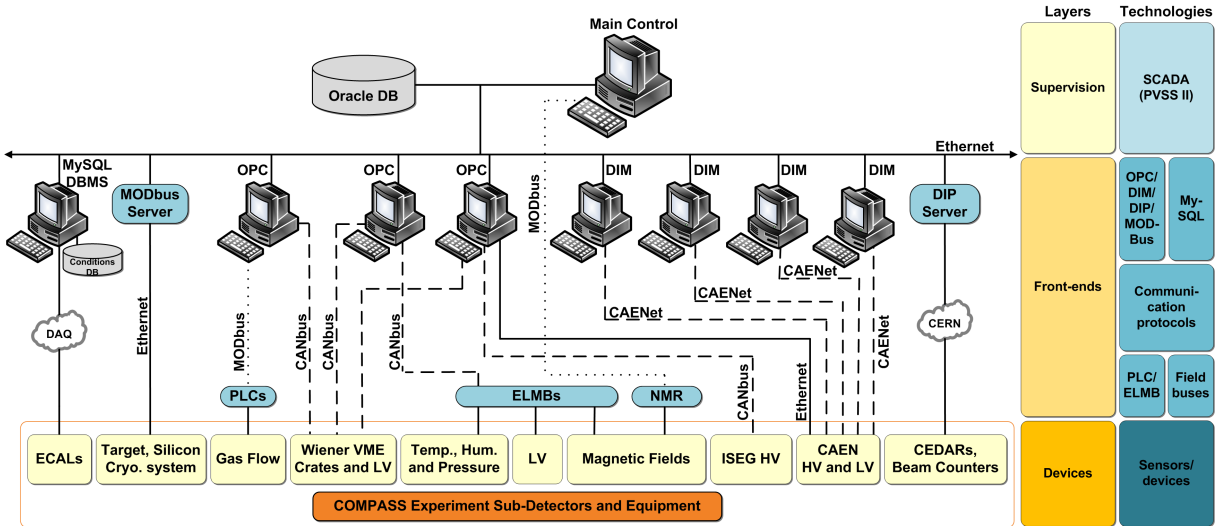 Main Control
Oracle DB
Ethernet
MySQL
DBMS
MODbus
Server
OPC
OPC
OPC
DIM
DIM
DIM
DIM
DIP
Server
Conditions
DB
MODbus
DAQ
Ethernet
MODbus
CANbus
CANbus
CANbus
CAENet
CAENet
CAENet
CAENet
CERN
CANbus
Ethernet
PLCs
ELMBs
NMR
ECALs
Target, Silicon
Cryo. system
Gas Flow
Wiener VME
Crates and LV
Temp., Hum.
and Pressure
LV
Magnetic Fields
ISEG HV
CAEN
HV and LV
CEDARs,
Beam Counters
COMPASS Experiment Sub-Detectors and Equipment
Layers
Technologies
Supervision
SCADA
(PVSS II)
Front-ends
OPC/
DIM/
DIP/
MOD-
Bus
My-
SQL
Communi-
cation
protocols
PLC/
ELMB
Field
buses
Devices
Sensors/
devices